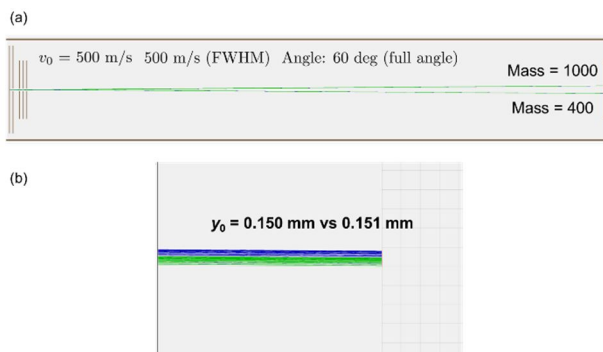 (a)
v₀ = 500 m/s 500 m/s (FWHM) Angle: 60 deg (full angle)
Mass = 1000
Mass = 400
(b)
y₀ = 0.150 mm vs 0.151 mm